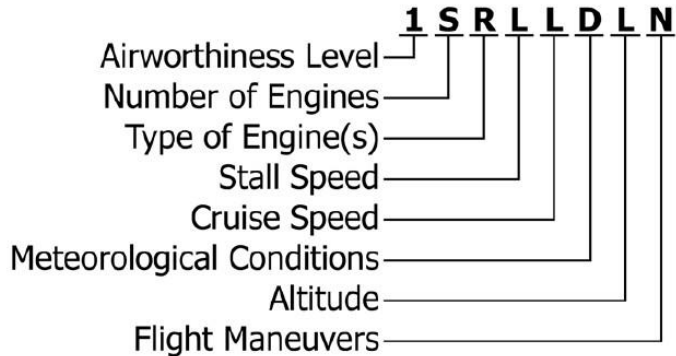 1 S R L L D L N
Airworthiness Level
Number of Engines
Type of Engine(s)
Stall Speed
Cruise Speed
Meteorological Conditions
Altitude
Flight Maneuvers